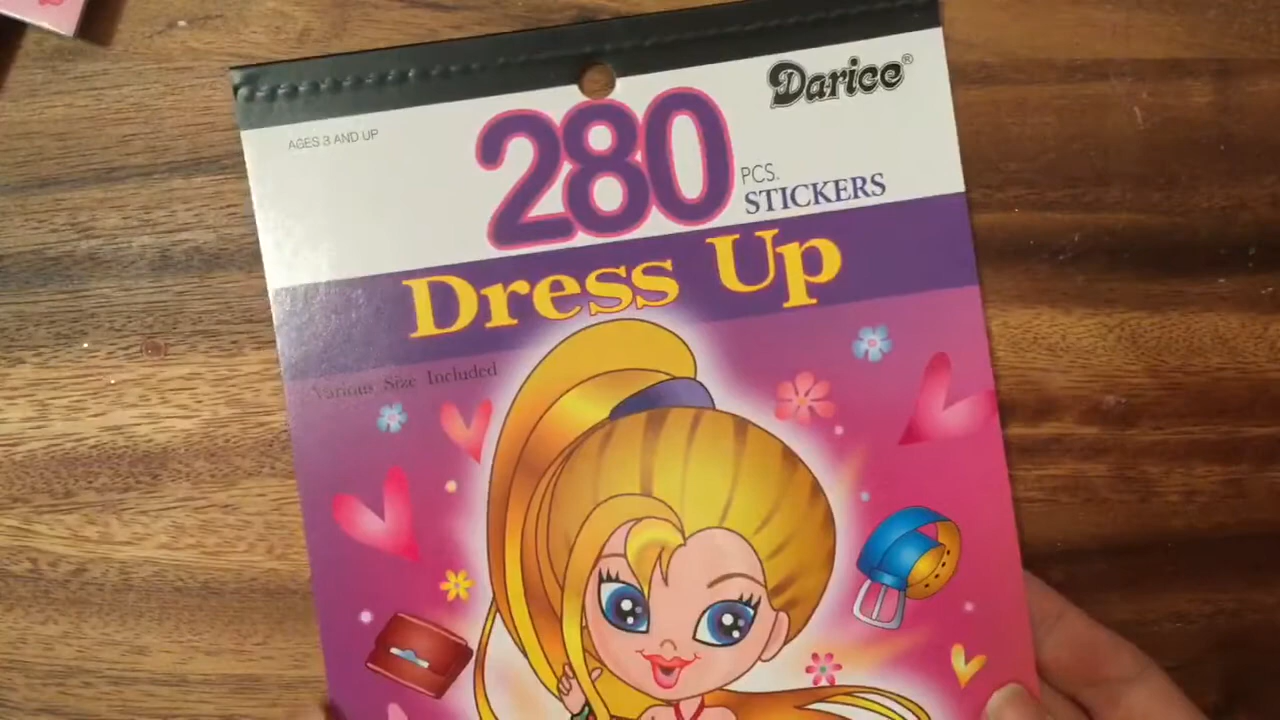 Darice®
AGES 3 AND UP
280
PCS.
STICKERS
Dress Up
Various Size Included